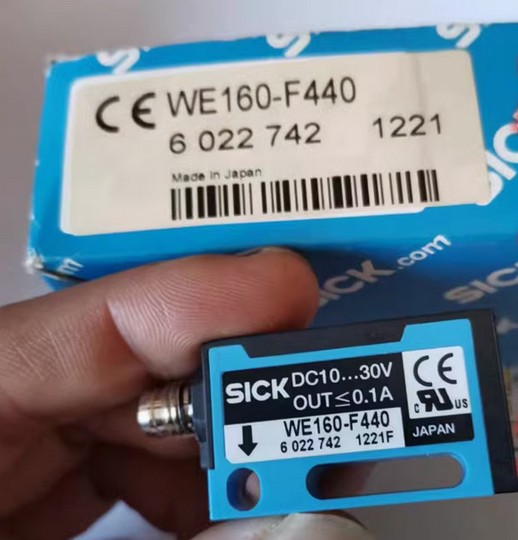 CE WE160-F440
6 022 742 1221
Made in Japan
SICK.com
SICK DC10...30V
OUT≤0.1A
CE
c UR US
WE160-F440
6 022 742 1221F
JAPAN